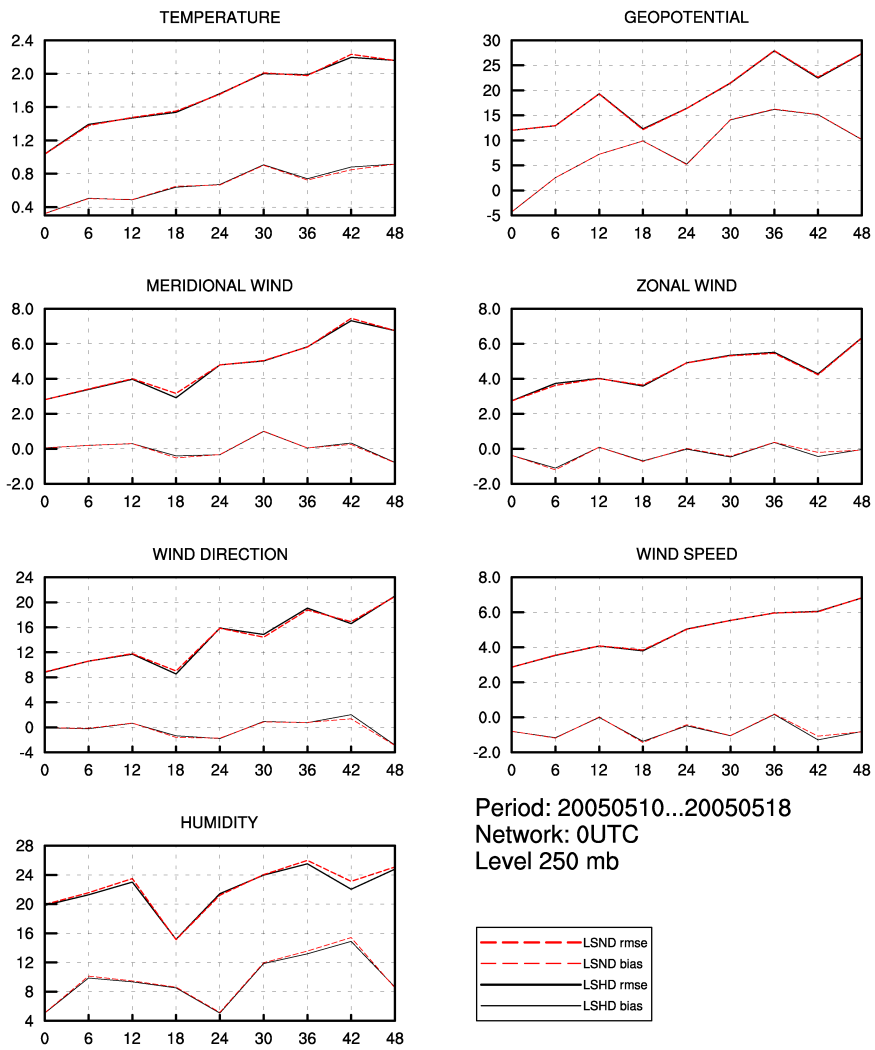 TEMPERATURE
2.4
2.0
1.6
1.2
0.8
0.4
0 6 12 18 24 30 36 42 48
GEOPOTENTIAL
30
25
20
15
10
5
0
-5
0 6 12 18 24 30 36 42 48
MERIDIONAL WIND
8.0
6.0
4.0
2.0
0.0
-2.0
0 6 12 18 24 30 36 42 48
ZONAL WIND
8.0
6.0
4.0
2.0
0.0
-2.0
0 6 12 18 24 30 36 42 48
WIND DIRECTION
24
20
16
12
8
4
0
-4
0 6 12 18 24 30 36 42 48
WIND SPEED
8.0
6.0
4.0
2.0
0.0
-2.0
0 6 12 18 24 30 36 42 48
HUMIDITY
28
24
20
16
12
8
4
0 6 12 18 24 30 36 42 48
Period: 20050510...20050518
Network: 0UTC
Level 250 mb
LSND rmse
LSND bias
LSHD rmse
LSHD bias